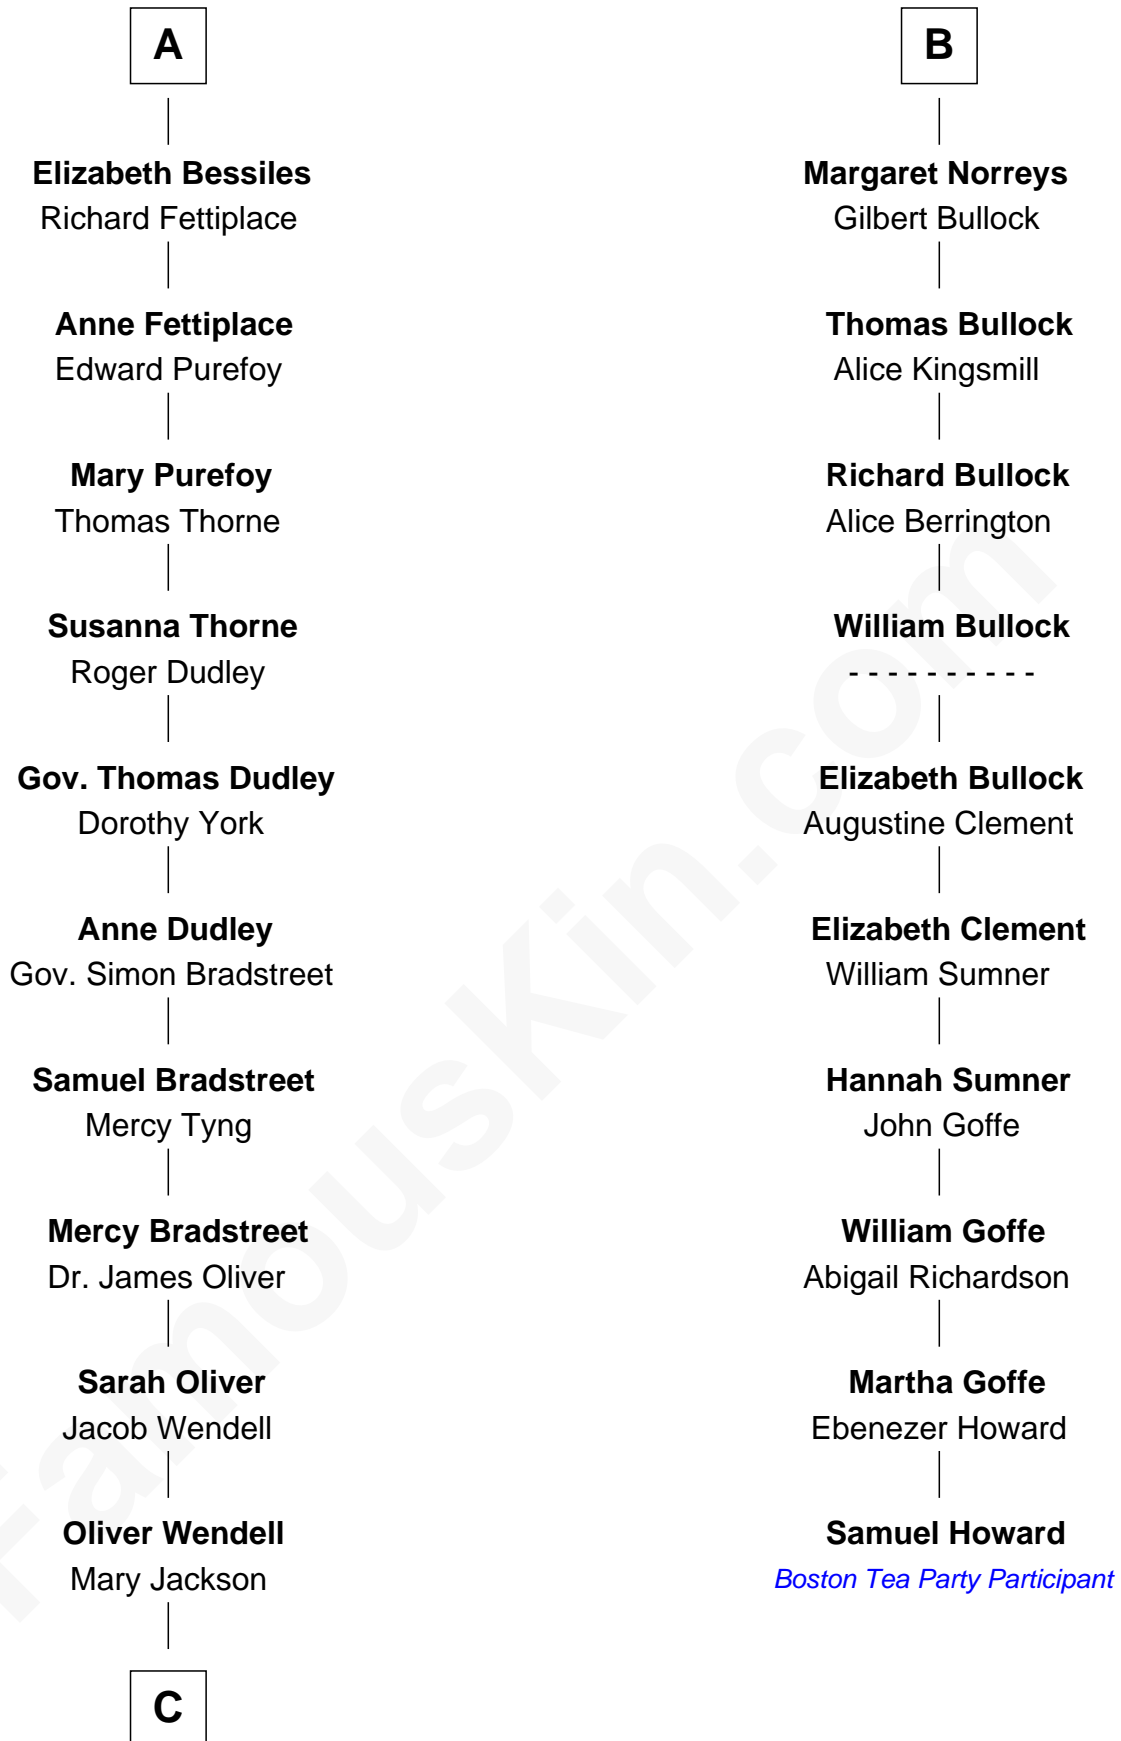 A
Elizabeth Bessiles
Richard Fettiplace
Anne Fettiplace
Edward Purefoy
Mary Purefoy
Thomas Thorne
Susanna Thorne
Roger Dudley
Gov. Thomas Dudley
Dorothy York
Anne Dudley
Gov. Simon Bradstreet
Samuel Bradstreet
Mercy Tyng
Mercy Bradstreet
Dr. James Oliver
Sarah Oliver
Jacob Wendell
Oliver Wendell
Mary Jackson
C
B
Margaret Norreys
Gilbert Bullock
Thomas Bullock
Alice Kingsmill
Richard Bullock
Alice Berrington
William Bullock
- - - - - - - - - -
Elizabeth Bullock
Augustine Clement
Elizabeth Clement
William Sumner
Hannah Sumner
John Goffe
William Goffe
Abigail Richardson
Martha Goffe
Ebenezer Howard
Samuel Howard
Boston Tea Party Participant
FamousKin.com